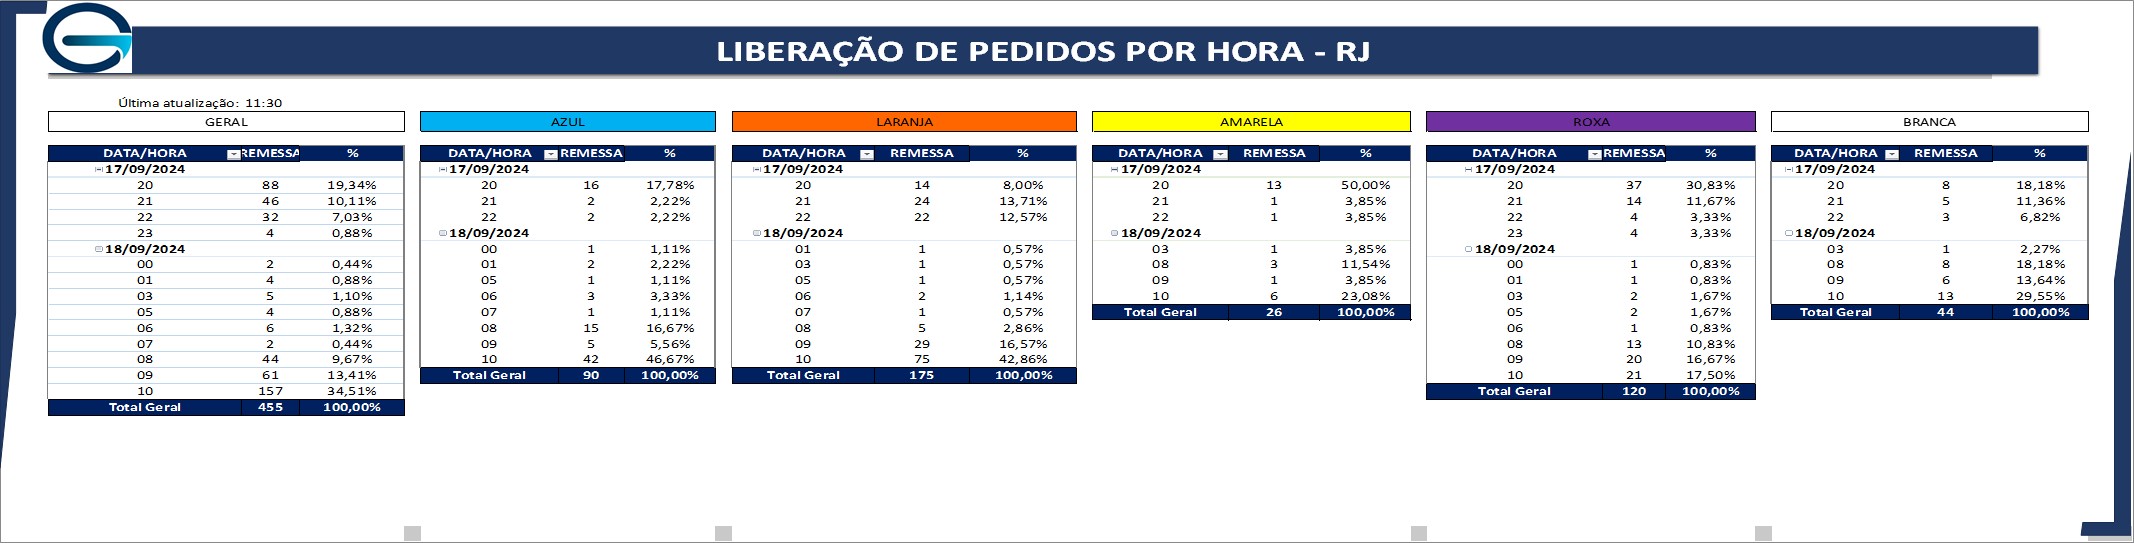 LIBERAÇÃO DE PEDIDOS POR HORA - RJ
Última atualização: 11:30
GERAL
DATA/HORA REMESSA %
17/09/2024
20 88 19,34%
21 46 10,11%
22 32 7,03%
23 4 0,88%
18/09/2024
00 2 0,44%
01 4 0,88%
03 5 1,10%
05 4 0,88%
06 6 1,32%
07 2 0,44%
08 44 9,67%
09 61 13,41%
10 157 34,51%
Total Geral 455 100,00%
AZUL
DATA/HORA REMESSA %
17/09/2024
20 16 17,78%
21 2 2,22%
22 2 2,22%
18/09/2024
00 1 1,11%
01 2 2,22%
05 1 1,11%
06 3 3,33%
07 1 1,11%
08 15 16,67%
09 5 5,56%
10 42 46,67%
Total Geral 90 100,00%
LARANJA
DATA/HORA REMESSA %
17/09/2024
20 14 8,00%
21 24 13,71%
22 22 12,57%
18/09/2024
01 1 0,57%
03 1 0,57%
05 1 0,57%
06 2 1,14%
07 1 0,57%
08 5 2,86%
09 29 16,57%
10 75 42,86%
Total Geral 175 100,00%
AMARELA
DATA/HORA REMESSA %
17/09/2024
20 13 50,00%
21 1 3,85%
22 1 3,85%
18/09/2024
03 1 3,85%
08 3 11,54%
09 1 3,85%
10 6 23,08%
Total Geral 26 100,00%
ROXA
DATA/HORA REMESSA %
17/09/2024
20 37 30,83%
21 14 11,67%
22 4 3,33%
23 4 3,33%
18/09/2024
00 1 0,83%
01 1 0,83%
03 2 1,67%
05 2 1,67%
06 1 0,83%
08 13 10,83%
09 20 16,67%
10 21 17,50%
Total Geral 120 100,00%
BRANCA
DATA/HORA REMESSA %
17/09/2024
20 8 18,18%
21 5 11,36%
22 3 6,82%
18/09/2024
03 1 2,27%
08 8 18,18%
09 6 13,64%
10 13 29,55%
Total Geral 44 100,00%